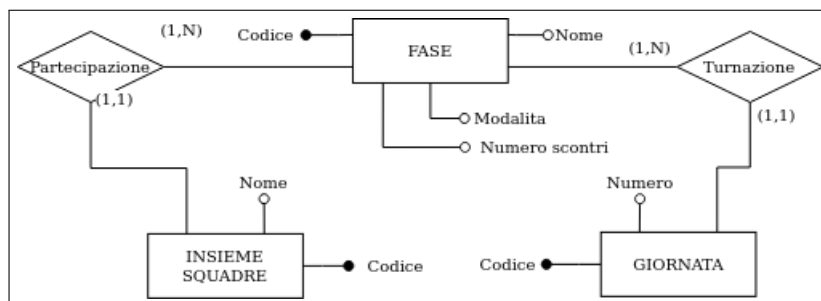 (1,N)
Codice
FASE
Nome
(1,N)
Partecipazione
Turnazione
(1,1)
(1,1)
Modalita
Numero scontri
Nome
Numero
INSIEME
SQUADRE
Codice
Codice
GIORNATA